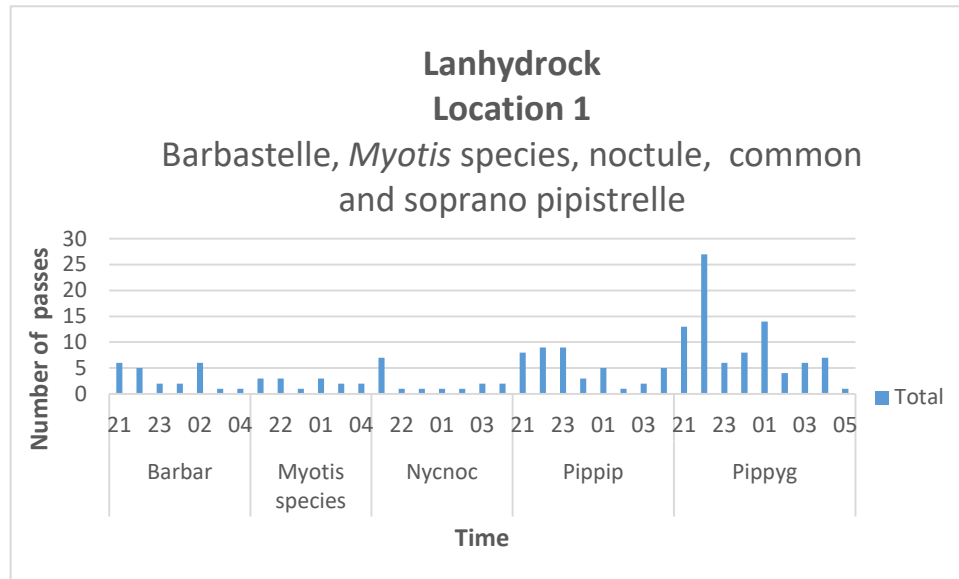 Lanhydrock
Location 1
Barbastelle, Myotis species, noctule, common
and soprano pipistrelle
Number of passes
30
25
20
15
10
5
0
21 23 02 04 22 01 04 22 01 03 21 23 01 03 21 23 01 03 05
Barbar Myotis species Nycnoc Pippip Pippyg
Time
Total